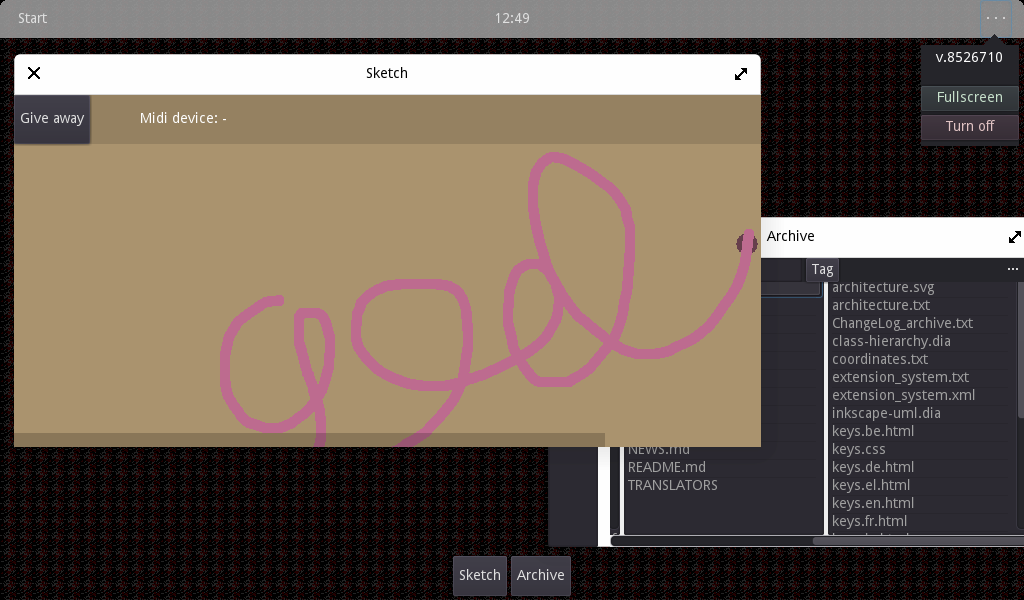 Start
12:49
...
v.8526710
Fullscreen
Turn off
Sketch
Give away
Midi device: -
Archive
Tag
...
architecture.svg
architecture.txt
ChangeLog_archive.txt
class-hierarchy.dia
coordinates.txt
extension_system.txt
extension_system.xml
inkscape-uml.dia
keys.be.html
keys.css
keys.de.html
keys.el.html
keys.en.html
keys.fr.html
NEWS.md
README.md
TRANSLATORS
Sketch
Archive